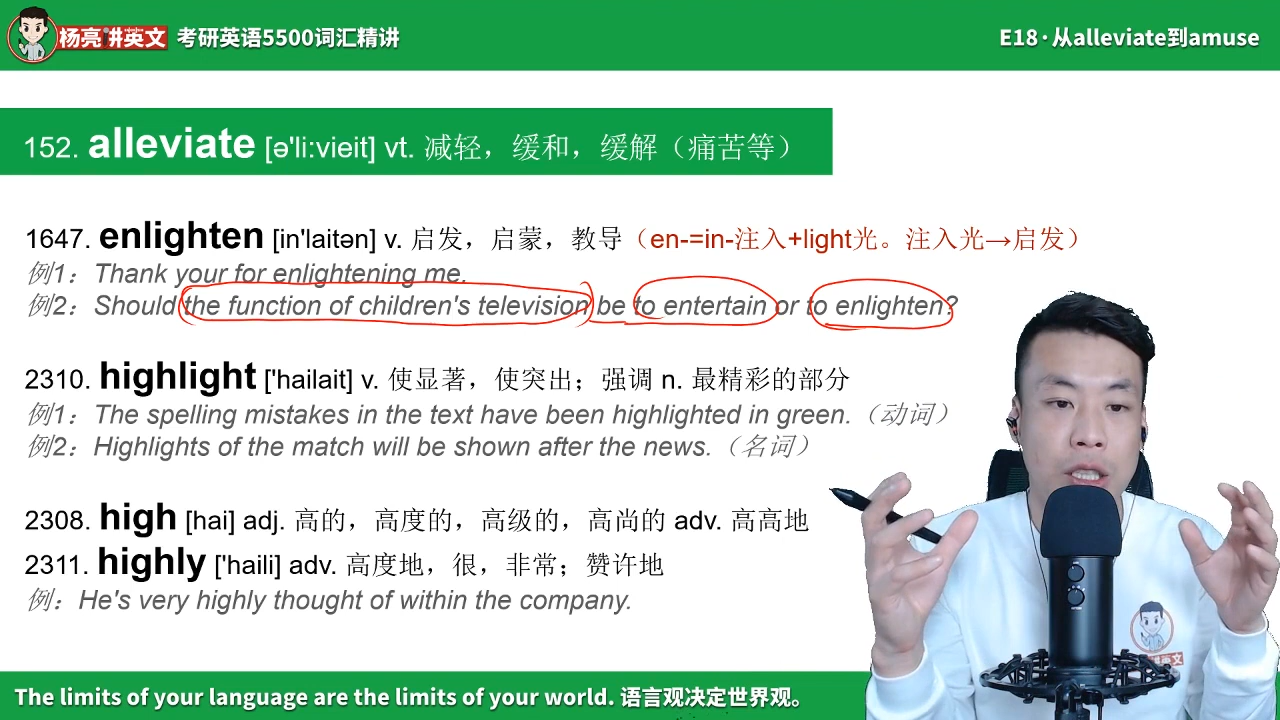 杨亮讲英文 考研英语5500词汇精讲
E18·从alleviate到amuse
152. alleviate [ə'li:vieit] vt. 减轻，缓和，缓解（痛苦等）
1647. enlighten [in'laitən] v. 启发，启蒙，教导（en-=in-注入+light光。注入光→启发）
例1：Thank your for enlightening me.
例2：Should the function of children's television be to entertain or to enlighten?
2310. highlight ['hailait] v. 使显著，使突出；强调 n. 最精彩的部分
例1：The spelling mistakes in the text have been highlighted in green.（动词）
例2：Highlights of the match will be shown after the news.（名词）
2308. high [hai] adj. 高的，高度的，高级的，高尚的 adv. 高高地
2311. highly ['haili] adv. 高度地，很，非常；赞许地
例：He's very highly thought of within the company.
The limits of your language are the limits of your world. 语言观决定世界观。